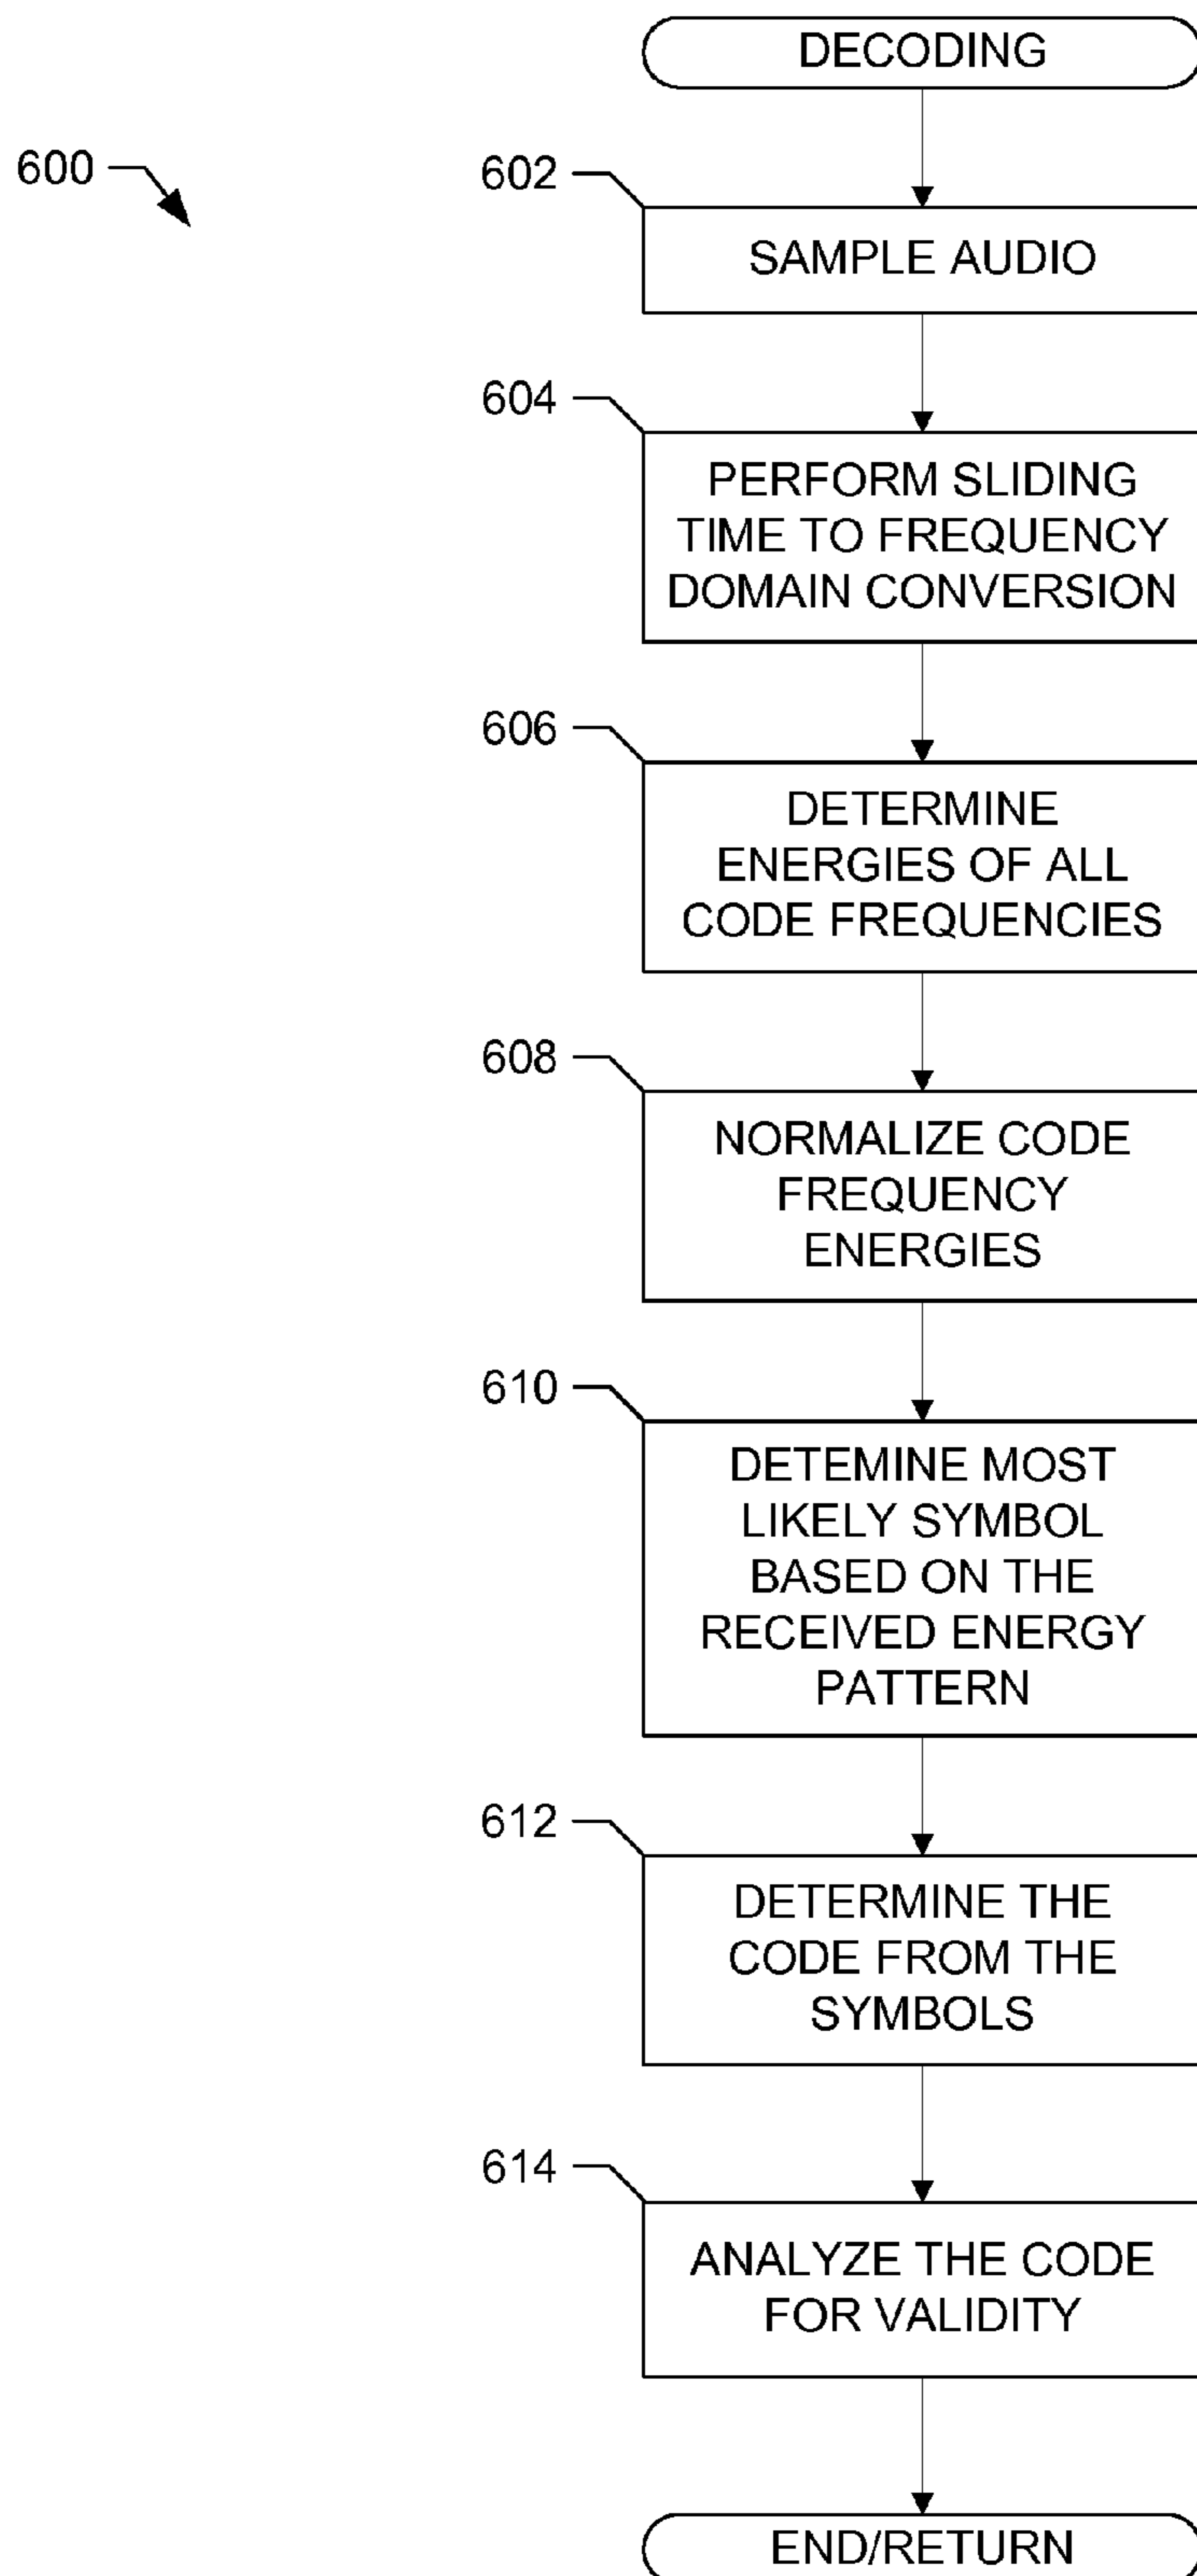 DECODING
600
602
SAMPLE AUDIO
604
PERFORM SLIDING
TIME TO FREQUENCY
DOMAIN CONVERSION
606
DETERMINE
ENERGIES OF ALL
CODE FREQUENCIES
608
NORMALIZE CODE
FREQUENCY
ENERGIES
610
DETEMINE MOST
LIKELY SYMBOL
BASED ON THE
RECEIVED ENERGY
PATTERN
612
DETERMINE THE
CODE FROM THE
SYMBOLS
614
ANALYZE THE CODE
FOR VALIDITY
END/RETURN